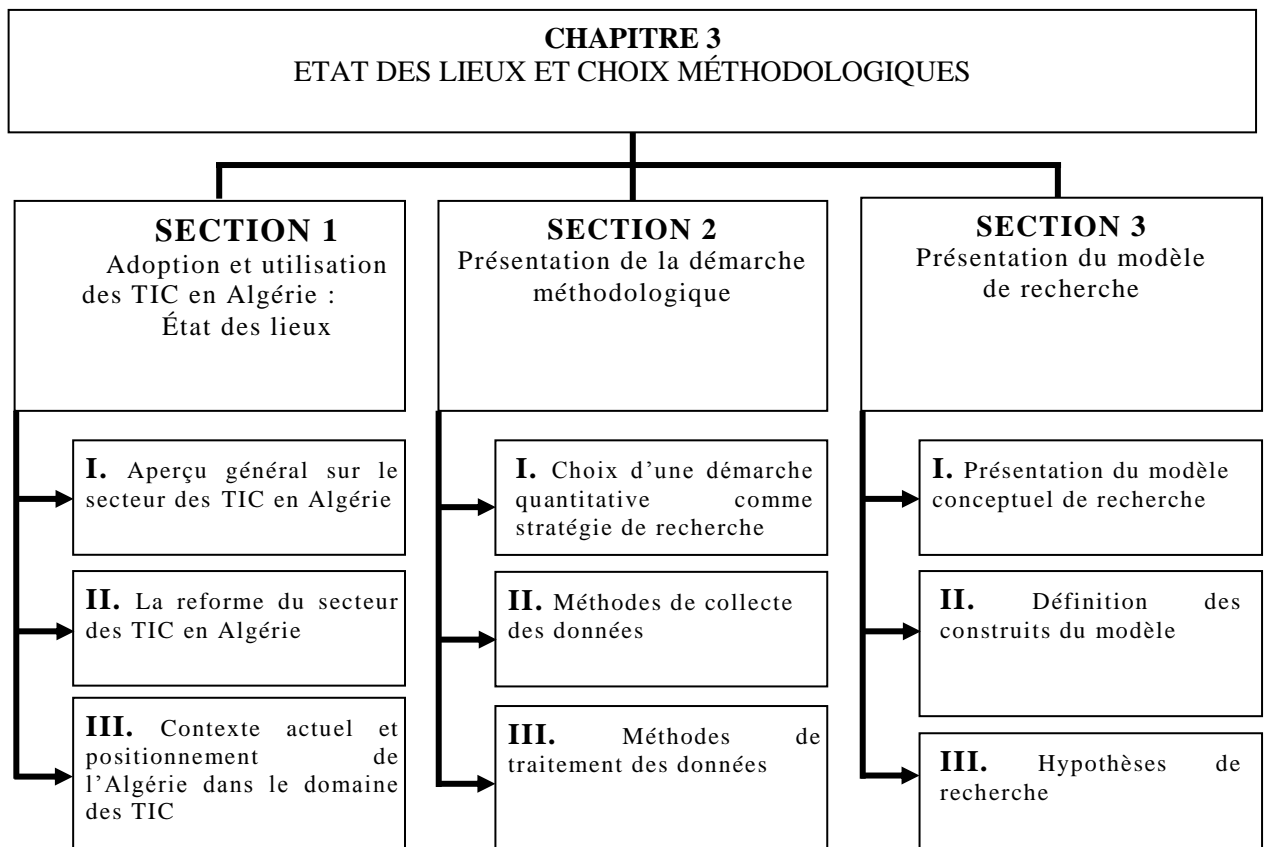 CHAPITRE 3
ETAT DES LIEUX ET CHOIX MÉTHODOLOGIQUES
SECTION 1
Adoption et utilisation
des TIC en Algérie :
État des lieux
I. Aperçu général sur le
secteur des TIC en Algérie
II. La reforme du secteur
des TIC en Algérie
III. Contexte actuel et
positionnement de
l'Algérie dans le domaine
des TIC
SECTION 2
Présentation de la démarche
méthodologique
I. Choix d'une démarche
quantitative comme
stratégie de recherche
II. Méthodes de collecte
des données
III. Méthodes de
traitement des données
SECTION 3
Présentation du modèle
de recherche
I. Présentation du modèle
conceptuel de recherche
II. Définition des
construits du modèle
III. Hypothèses de
recherche